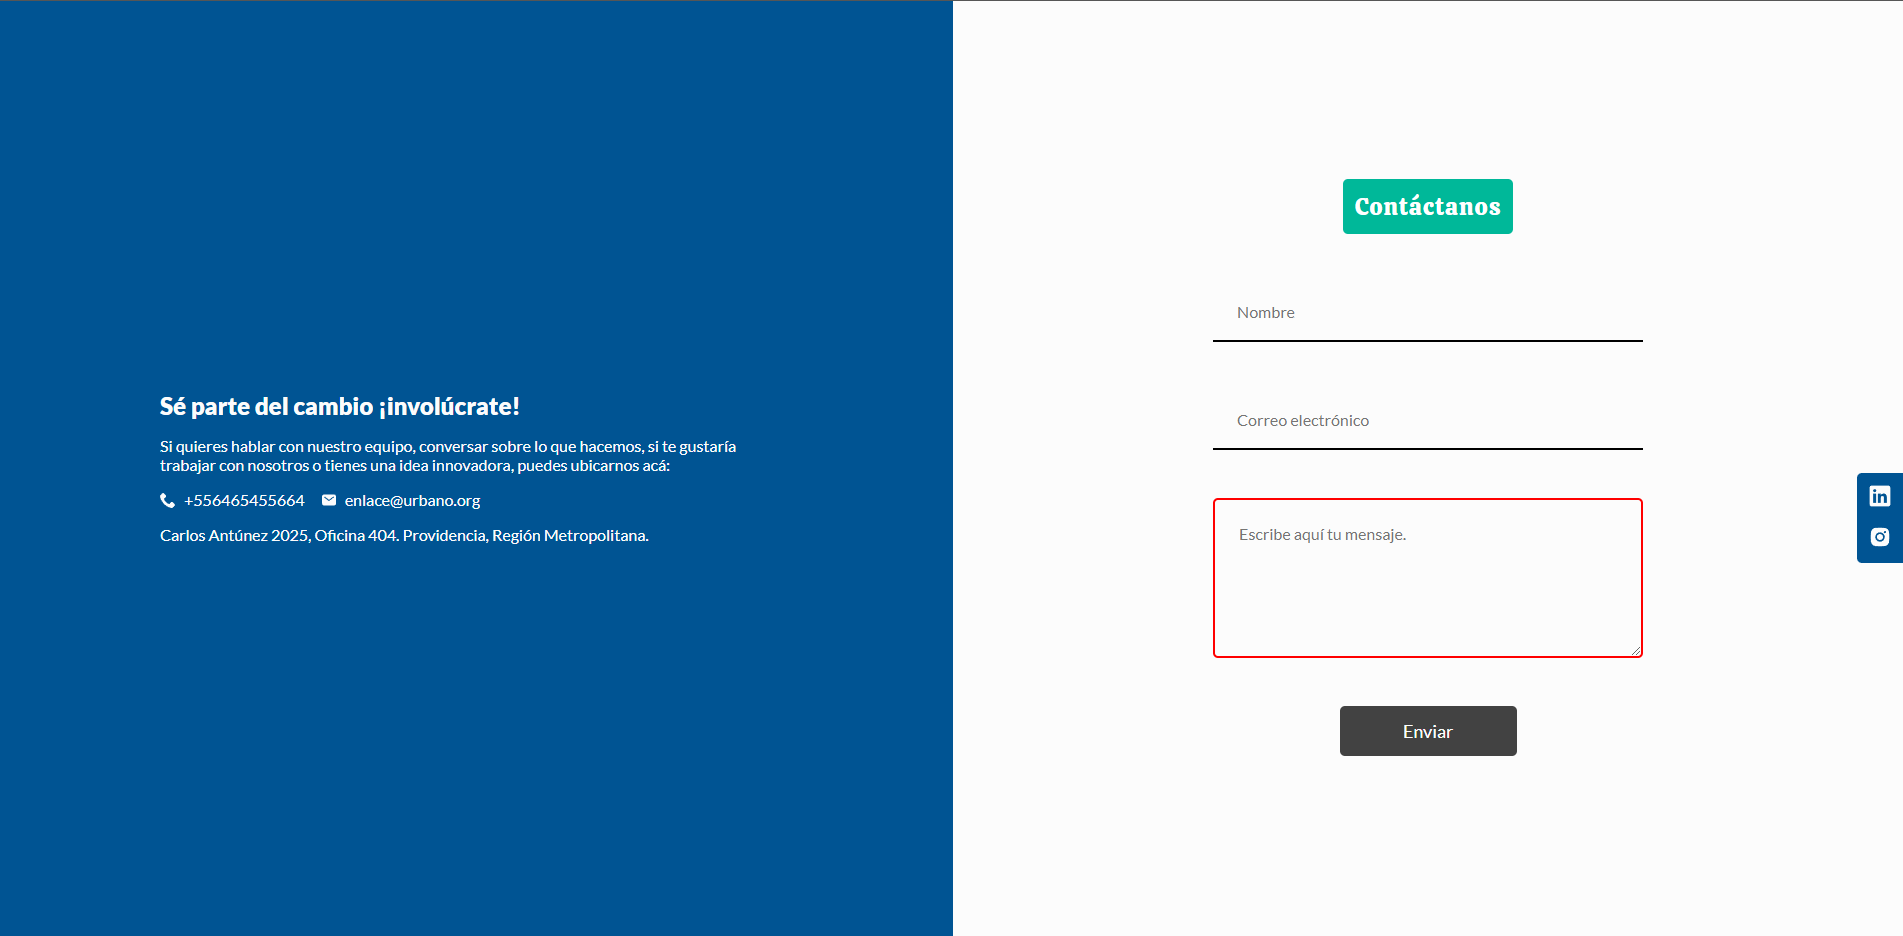 Sé parte del cambio ¡involúcrate!
Si quieres hablar con nuestro equipo, conversar sobre lo que hacemos, si te gustaría
trabajar con nosotros o tienes una idea innovadora, puedes ubicarnos acá:
+556465455664 enlace@urbano.org
Carlos Antúnez 2025, Oficina 404. Providencia, Región Metropolitana.
Contáctanos
Nombre
Correo electrónico
Escribe aquí tu mensaje.
Enviar
in